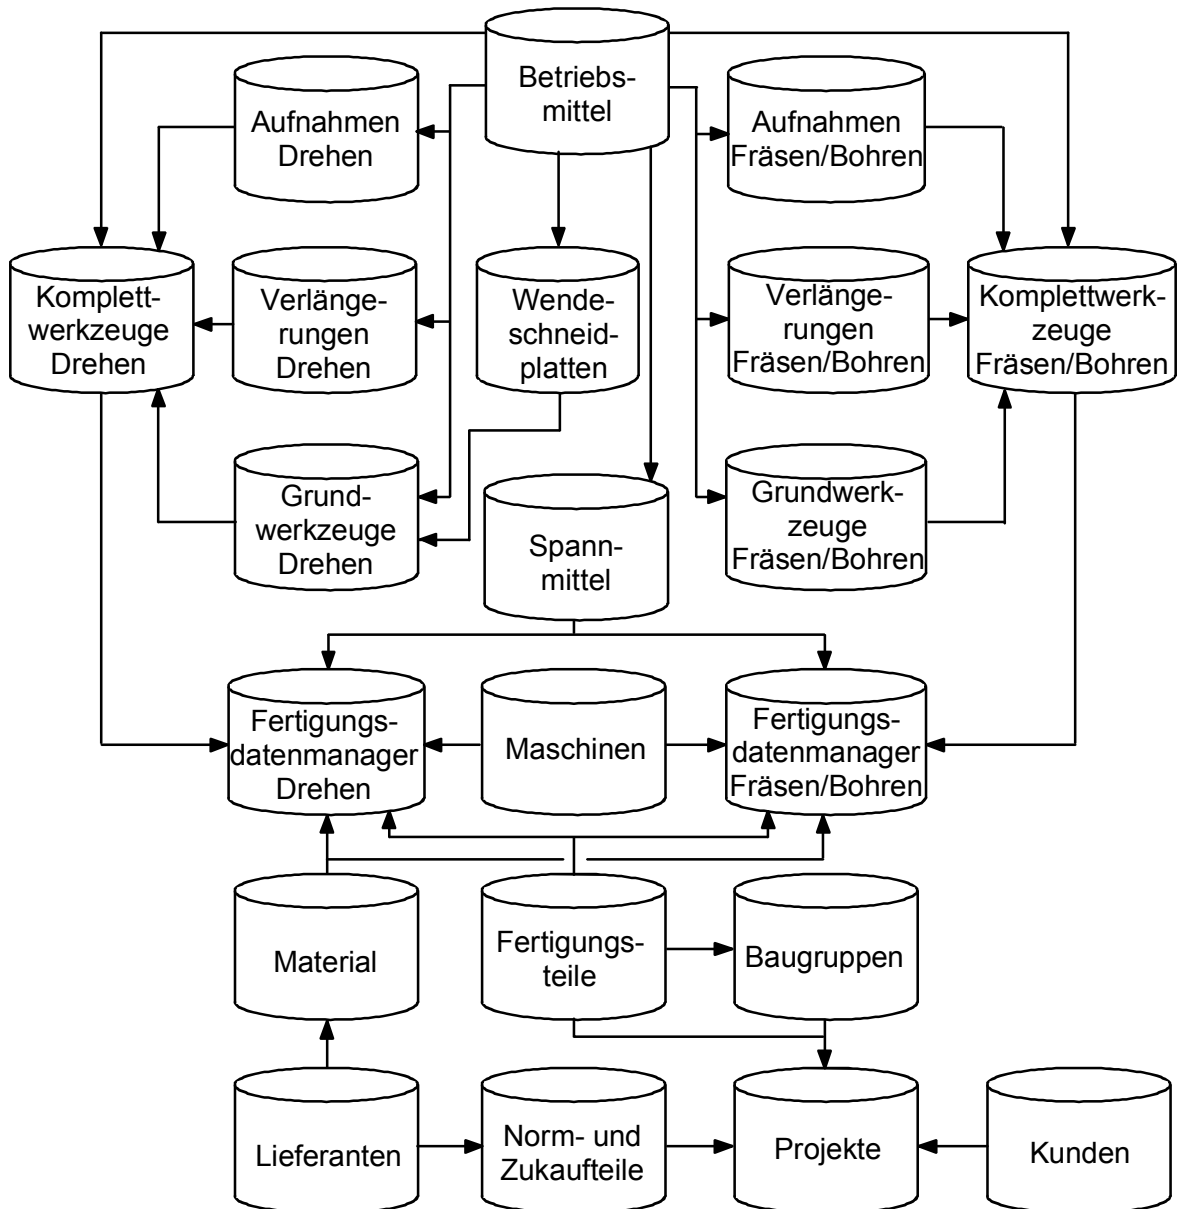 Betriebs-
mittel
Aufnahmen
Drehen
Aufnahmen
Fräsen/Bohren
Komplett-
werkzeuge
Drehen
Verlänge-
rungen
Drehen
Wende-
schneid-
platten
Verlänge-
rungen
Fräsen/Bohren
Komplettwerk-
zeuge
Fräsen/Bohren
Grund-
werkzeuge
Drehen
Spann-
mittel
Grundwerk-
zeuge
Fräsen/Bohren
Fertigungs-
datenmanager
Drehen
Maschinen
Fertigungs-
datenmanager
Fräsen/Bohren
Material
Fertigungs-
teile
Baugruppen
Lieferanten
Norm- und
Zukaufteile
Projekte
Kunden